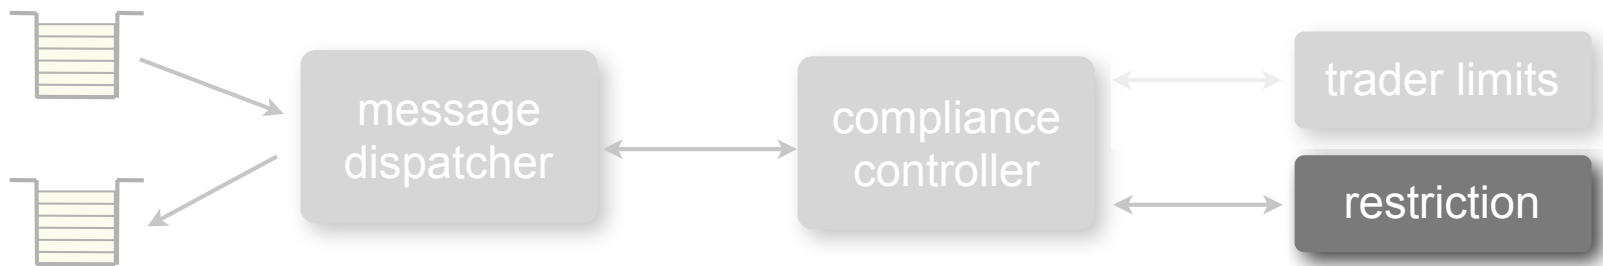 message
dispatcher
compliance
controller
trader limits
restriction